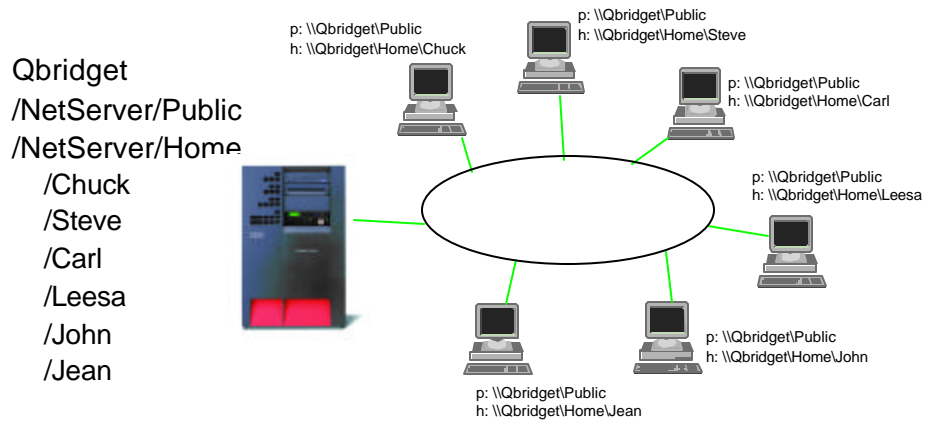 Qbridget
/NetServer/Public
/NetServer/Home
/Chuck
/Steve
/Carl
/Leesa
/John
/Jean
p: \\Qbridget\Public
h: \\Qbridget\Home\Chuck
p: \\Qbridget\Public
h: \\Qbridget\Home\Steve
p: \\Qbridget\Public
h: \\Qbridget\Home\Carl
p: \\Qbridget\Public
h: \\Qbridget\Home\Leesa
p: \\Qbridget\Public
h: \\Qbridget\Home\John
p: \\Qbridget\Public
h: \\Qbridget\Home\Jean
IBM